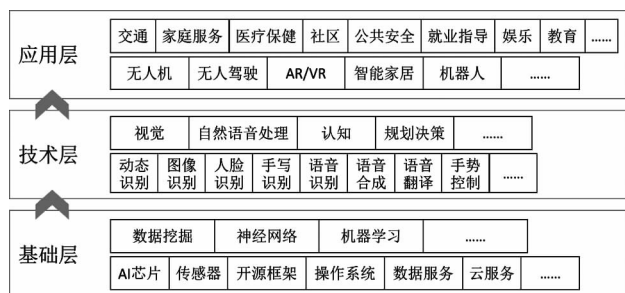 应用层
交通 家庭服务 医疗保健 社区 公共安全 就业指导 娱乐 教育 ......
无人机 无人驾驶 AR/VR 智能家居 机器人 ......
技术层
视觉 自然语音处理 认知 规划决策 ......
动态识别 图像识别 人脸识别 手写识别 语音识别 语音合成 语音翻译 手势控制 ......
基础层
数据挖掘 神经网络 机器学习 ......
AI芯片 传感器 开源框架 操作系统 数据服务 云服务 ......